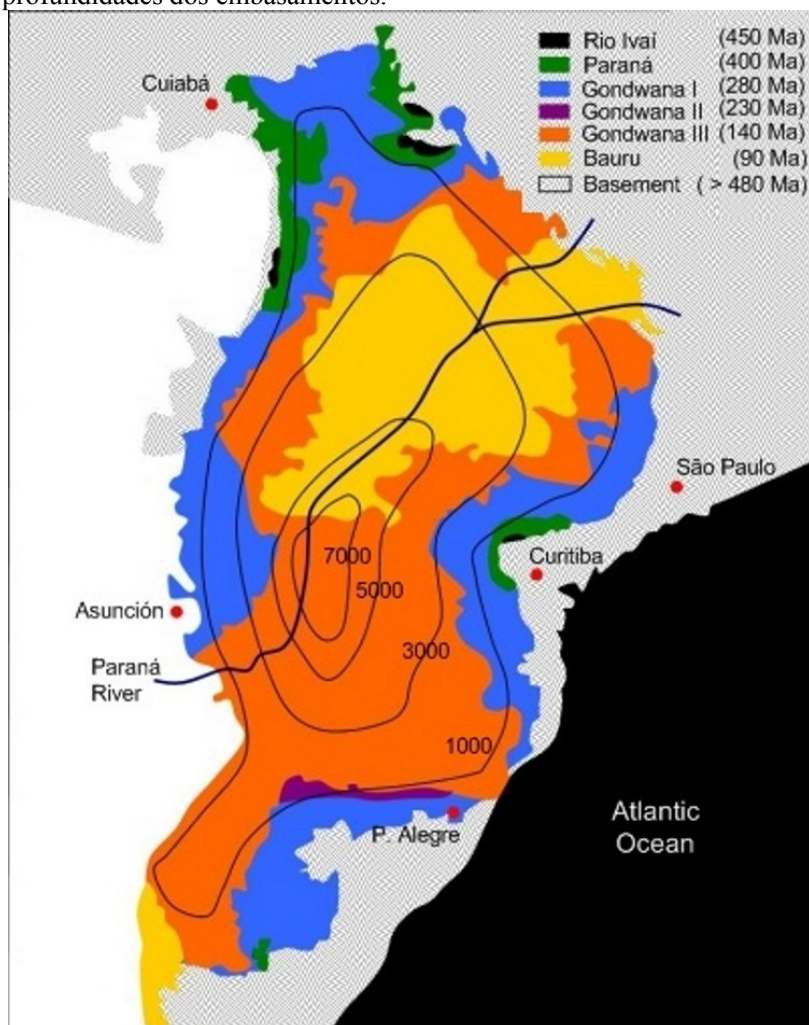 profundidades dos embasamentos.
Rio Ivaí (450 Ma)
Paraná (400 Ma)
Gondwana I (280 Ma)
Gondwana II (230 Ma)
Gondwana III (140 Ma)
Bauru (90 Ma)
Basement ( > 480 Ma)
Cuiabá
São Paulo
Curitiba
7000
5000
Asunción
3000
Paraná
River
1000
Atlantic
Ocean
P. Alegre